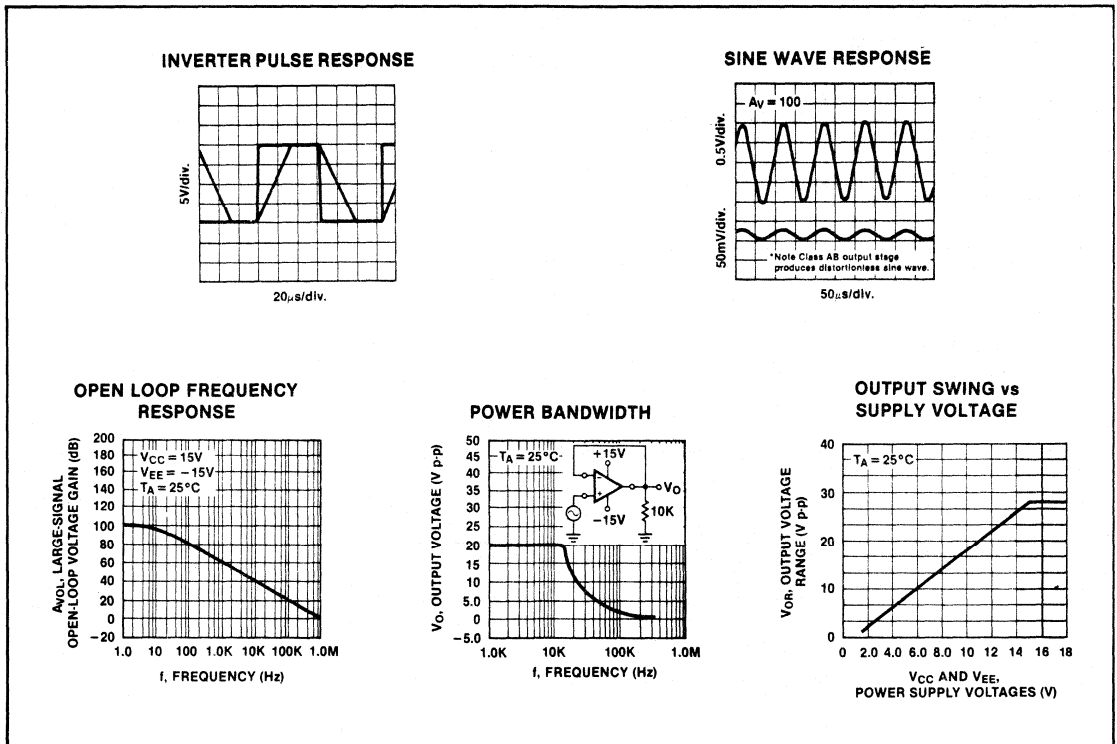 INVERTER PULSE RESPONSE
5V/div.
20μs/div.
SINE WAVE RESPONSE
AV = 100
0.5V/div.
50mV/div.
*Note Class AB output stage
produces distortionless sine wave.
50μs/div.
OPEN LOOP FREQUENCY
RESPONSE
AVOL, LARGE-SIGNAL
OPEN-LOOP VOLTAGE GAIN (dB)
200
180
160
140
120
100
80
60
40
20
0
−20
VCC = 15V
VEE = −15V
TA = 25°C
1.0 10 100 1.0K 10K 100K 1.0M
f, FREQUENCY (Hz)
POWER BANDWIDTH
VO, OUTPUT VOLTAGE (V p-p)
50
45
40
35
30
25
20
15
10
5.0
0
−5.0
TA = 25°C
+15V
−
+
−15V
VO
10K
1.0K 10K 100K 1.0M
f, FREQUENCY (Hz)
OUTPUT SWING vs
SUPPLY VOLTAGE
VOR, OUTPUT VOLTAGE
RANGE (V p-p)
40
30
20
10
0
TA = 25°C
0 2.0 4.0 6.0 8.0 10 12 14 16 18
VCC AND VEE,
POWER SUPPLY VOLTAGES (V)